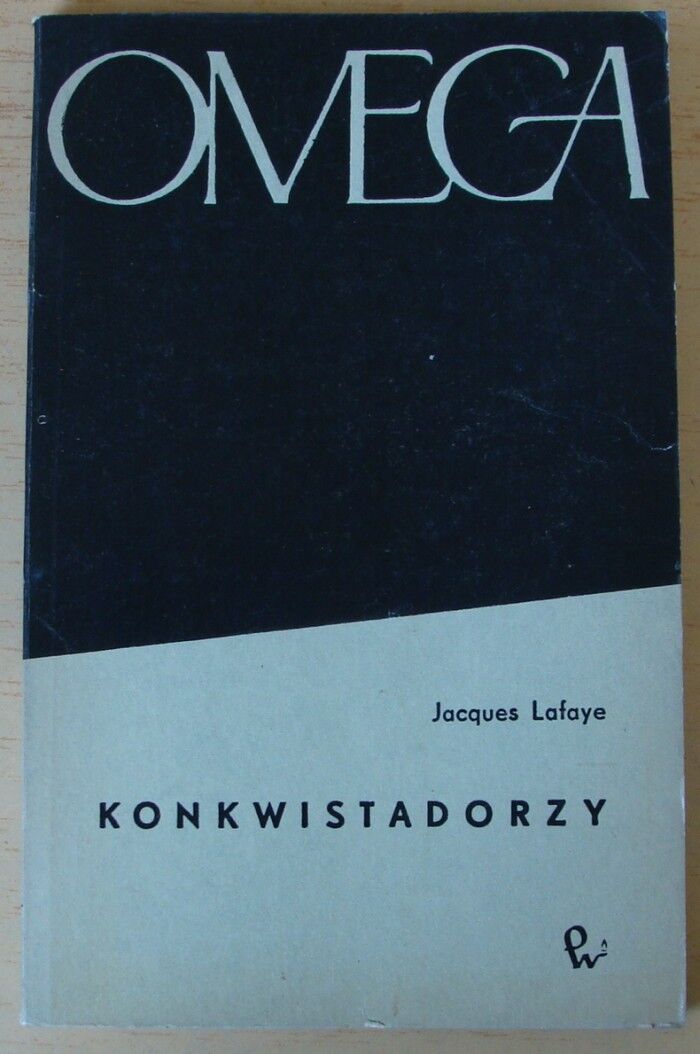 OMEGA
Jacques Lafaye
KONKWISTADORZY